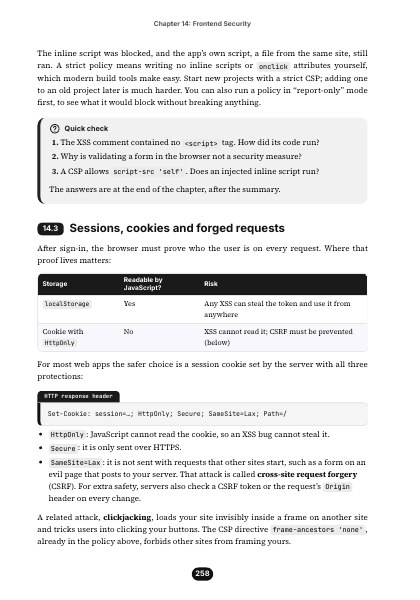 Chapter 14: Frontend Security
The inline script was blocked, and the app's own script, a file from the same site, still
ran. A strict policy means writing no inline scripts or onclick attributes yourself,
which modern build tools make easy. Start new projects with a strict CSP; adding one
to an old project later is much harder. You can also run a policy in "report-only" mode
first, to see what it would block without breaking anything.
Quick check
1. The XSS comment contained no <script> tag. How did its code run?
2. Why is validating a form in the browser not a security measure?
3. A CSP allows script-src 'self'. Does an injected inline script run?
The answers are at the end of the chapter, after the summary.
14.3 Sessions, cookies and forged requests
After sign-in, the browser must prove who the user is on every request. Where that
proof lives matters:
Storage Readable by JavaScript? Risk
localStorage Yes Any XSS can steal the token and use it from
anywhere
Cookie with HttpOnly No XSS cannot read it; CSRF must be prevented
(below)
For most web apps the safer choice is a session cookie set by the server with all three
protections:
HTTP response header
Set-Cookie: session=…; HttpOnly; Secure; SameSite=Lax; Path=/
• HttpOnly: JavaScript cannot read the cookie, so an XSS bug cannot steal it.
• Secure: it is only sent over HTTPS.
• SameSite=Lax: it is not sent with requests that other sites start, such as a form on an
evil page that posts to your server. That attack is called cross-site request forgery
(CSRF). For extra safety, servers also check a CSRF token or the request's Origin
header on every change.
A related attack, clickjacking, loads your site invisibly inside a frame on another site
and tricks users into clicking your buttons. The CSP directive frame-ancestors 'none',
already in the policy above, forbids other sites from framing yours.
258